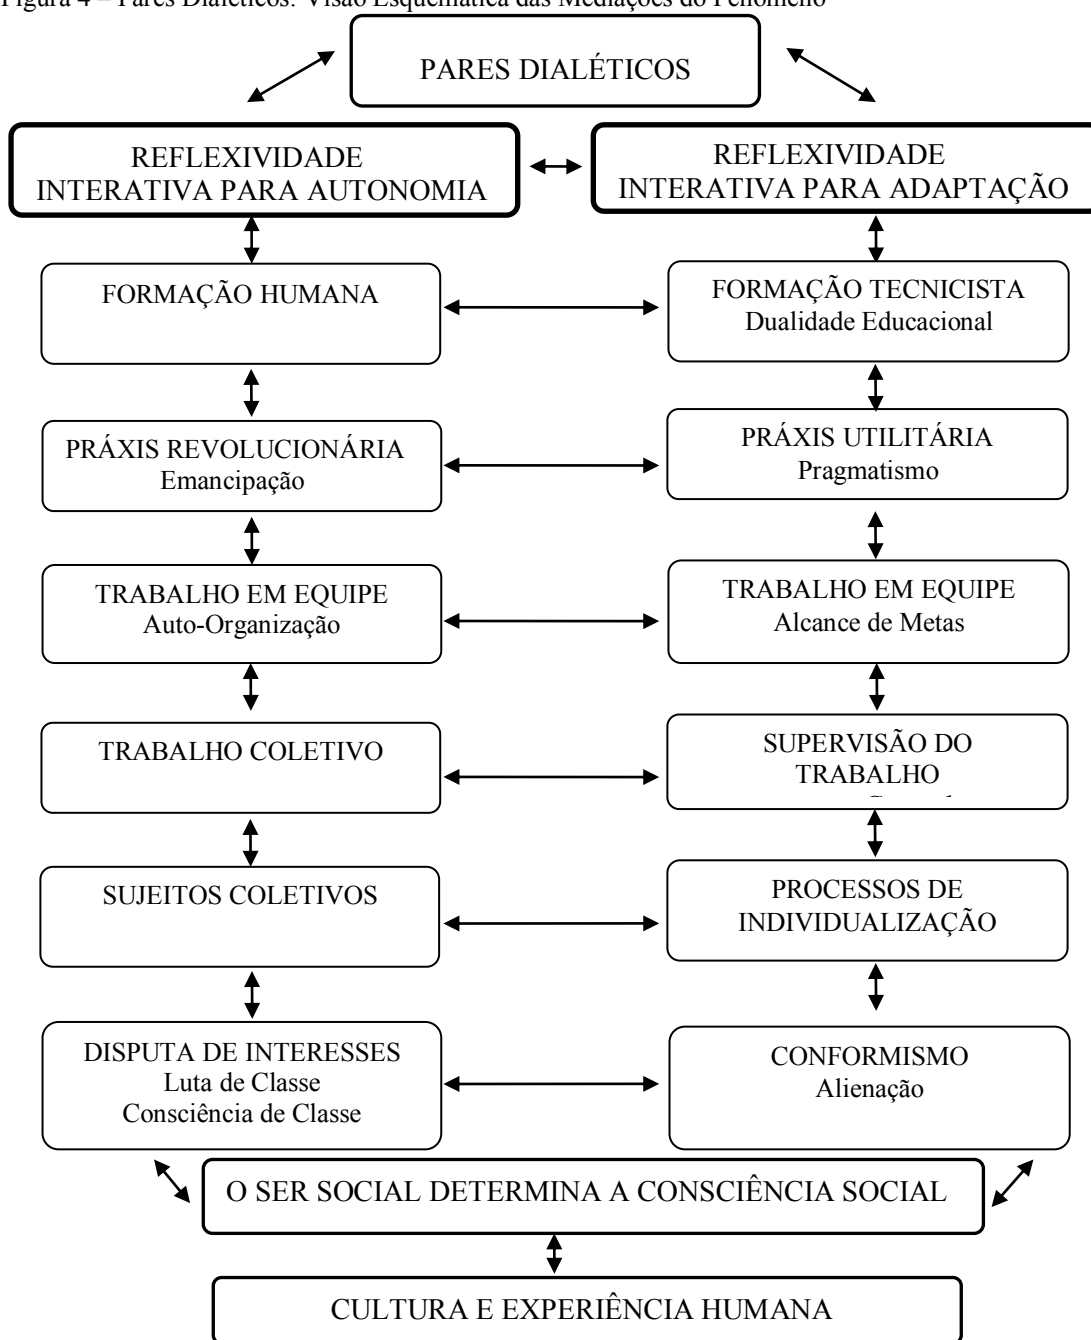 Figura 4 – Pares Dialéticos: Visão Esquemática das Mediações do Fenômeno
PARES DIALÉTICOS
REFLEXIVIDADE
INTERATIVA PARA AUTONOMIA
REFLEXIVIDADE
INTERATIVA PARA ADAPTAÇÃO
FORMAÇÃO HUMANA
FORMAÇÃO TECNICISTA
Dualidade Educacional
PRÁXIS REVOLUCIONÁRIA
Emancipação
PRÁXIS UTILITÁRIA
Pragmatismo
TRABALHO EM EQUIPE
Auto-Organização
TRABALHO EM EQUIPE
Alcance de Metas
TRABALHO COLETIVO
SUPERVISÃO DO
TRABALHO
SUJEITOS COLETIVOS
PROCESSOS DE
INDIVIDUALIZAÇÃO
DISPUTA DE INTERESSES
Luta de Classe
Consciência de Classe
CONFORMISMO
Alienação
O SER SOCIAL DETERMINA A CONSCIÊNCIA SOCIAL
CULTURA E EXPERIÊNCIA HUMANA